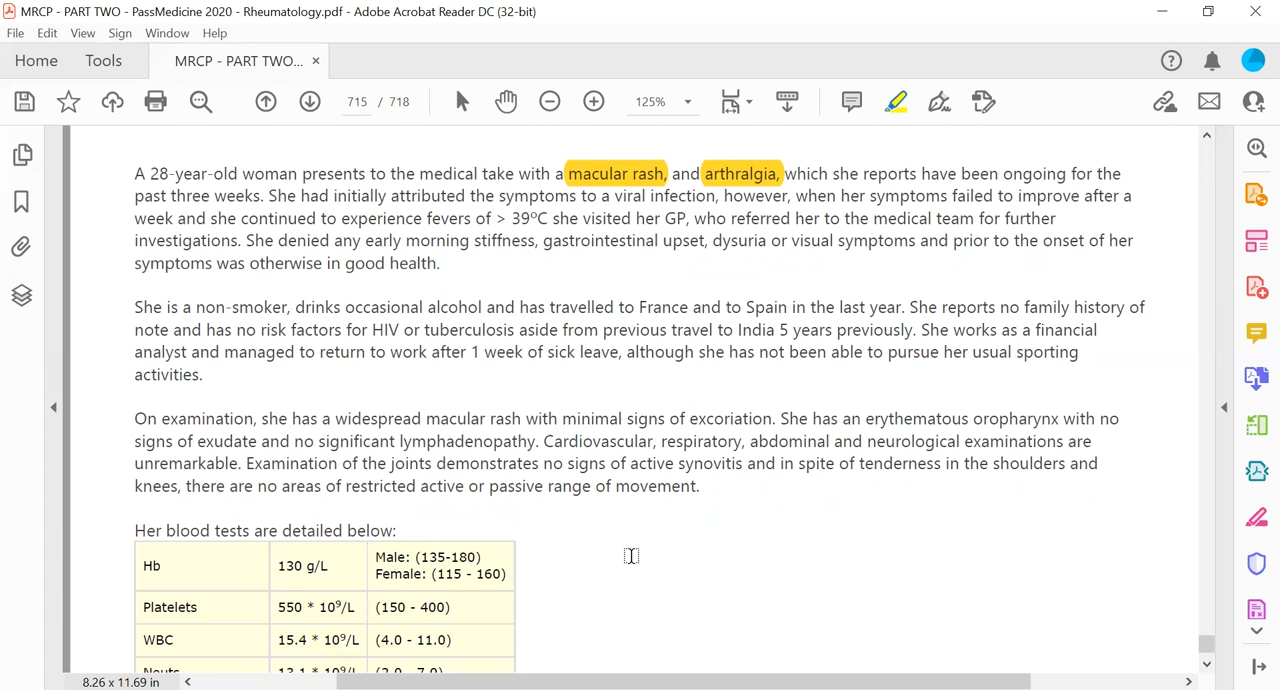 MRCP - PART TWO - PassMedicine 2020 - Rheumatology.pdf - Adobe Acrobat Reader DC (32-bit)
File Edit View Sign Window Help
Home Tools MRCP - PART TWO... ×
715 / 718 125%
A 28-year-old woman presents to the medical take with a macular rash, and arthralgia, which she reports have been ongoing for the
past three weeks. She had initially attributed the symptoms to a viral infection, however, when her symptoms failed to improve after a
week and she continued to experience fevers of > 39ºC she visited her GP, who referred her to the medical team for further
investigations. She denied any early morning stiffness, gastrointestinal upset, dysuria or visual symptoms and prior to the onset of her
symptoms was otherwise in good health.
She is a non-smoker, drinks occasional alcohol and has travelled to France and to Spain in the last year. She reports no family history of
note and has no risk factors for HIV or tuberculosis aside from previous travel to India 5 years previously. She works as a financial
analyst and managed to return to work after 1 week of sick leave, although she has not been able to pursue her usual sporting
activities.
On examination, she has a widespread macular rash with minimal signs of excoriation. She has an erythematous oropharynx with no
signs of exudate and no significant lymphadenopathy. Cardiovascular, respiratory, abdominal and neurological examinations are
unremarkable. Examination of the joints demonstrates no signs of active synovitis and in spite of tenderness in the shoulders and
knees, there are no areas of restricted active or passive range of movement.
Her blood tests are detailed below:
Hb 130 g/L Male: (135-180)
Female: (115 - 160)
Platelets 550 * 10⁹/L (150 - 400)
WBC 15.4 * 10⁹/L (4.0 - 11.0)
Neuts 13.1 * 10⁹/L (2.0 - 7.0)
8.26 x 11.69 in